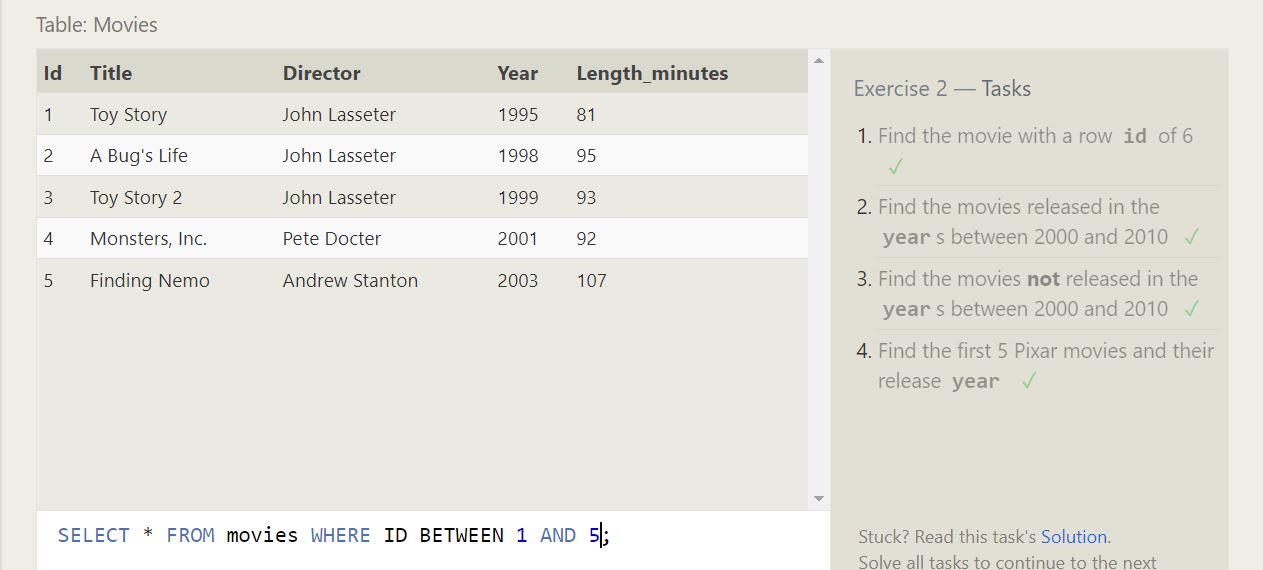 Table: Movies
Id Title Director Year Length_minutes
1 Toy Story John Lasseter 1995 81
2 A Bug's Life John Lasseter 1998 95
3 Toy Story 2 John Lasseter 1999 93
4 Monsters, Inc. Pete Docter 2001 92
5 Finding Nemo Andrew Stanton 2003 107
SELECT * FROM movies WHERE ID BETWEEN 1 AND 5;
Exercise 2 — Tasks
1. Find the movie with a row id of 6
✓
2. Find the movies released in the
year s between 2000 and 2010 ✓
3. Find the movies not released in the
year s between 2000 and 2010 ✓
4. Find the first 5 Pixar movies and their
release year ✓
Stuck? Read this task's Solution.
Solve all tasks to continue to the next